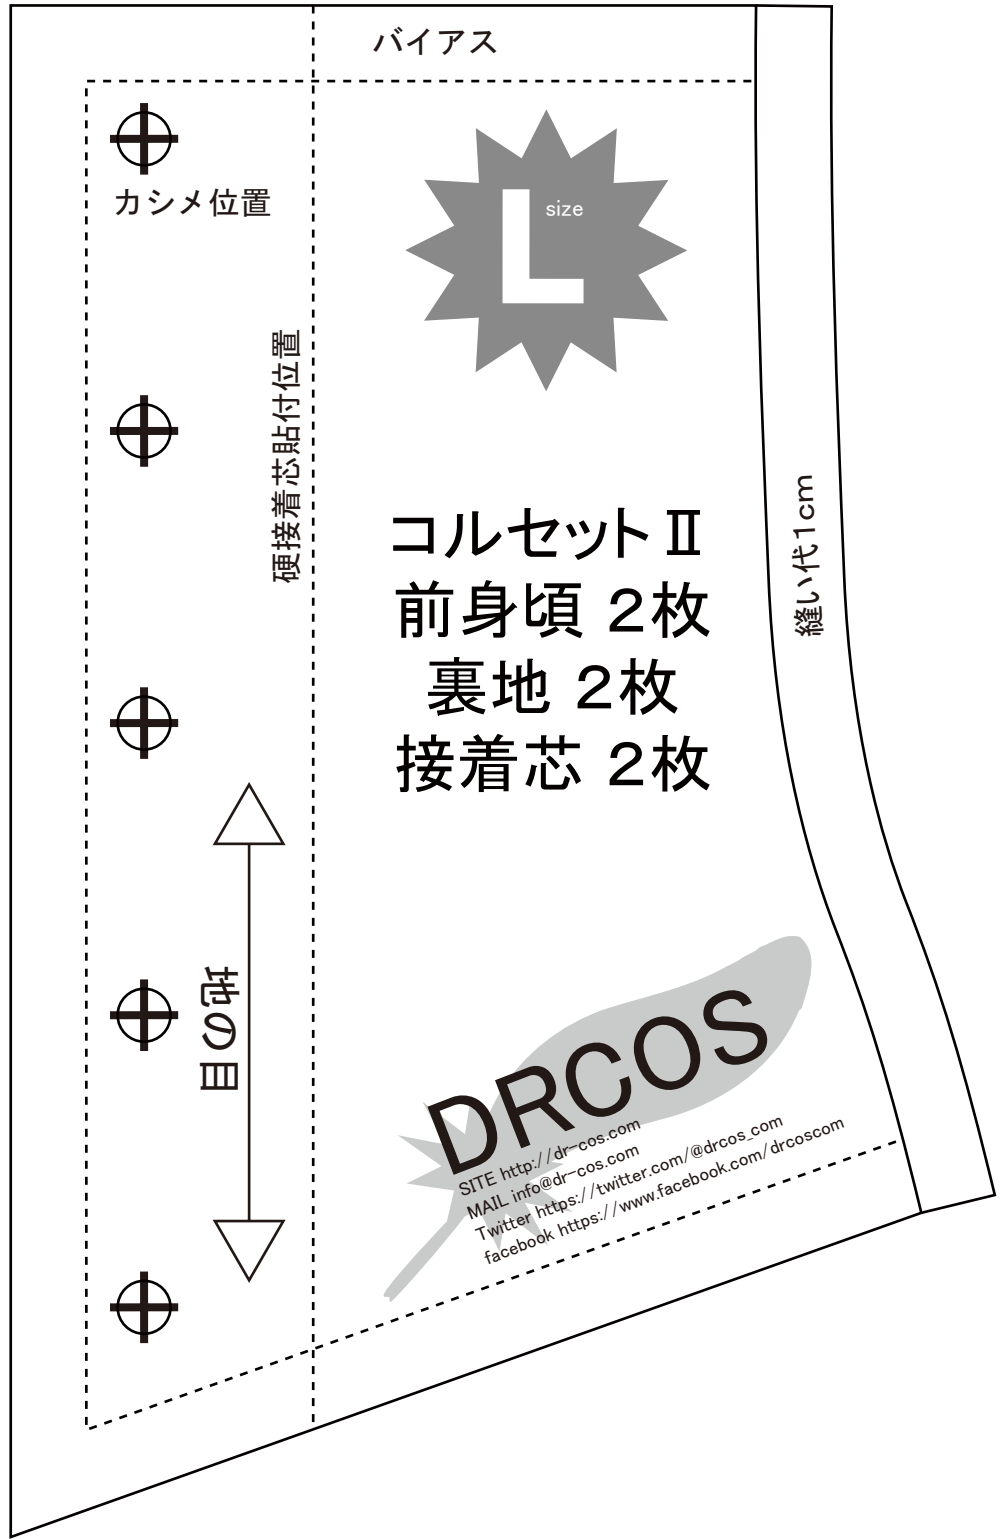 バイアス
カシメ位置
L size
硬接着芯貼付位置
コルセットⅡ
前身頃 2枚
裏地 2枚
接着芯 2枚
縫い代1cm
地の目
DRCOS
SITE http://dr-cos.com
MAIL info@dr-cos.com
Twitter https://twitter.com/@drcos_com
facebook https://www.facebook.com/drcoscom